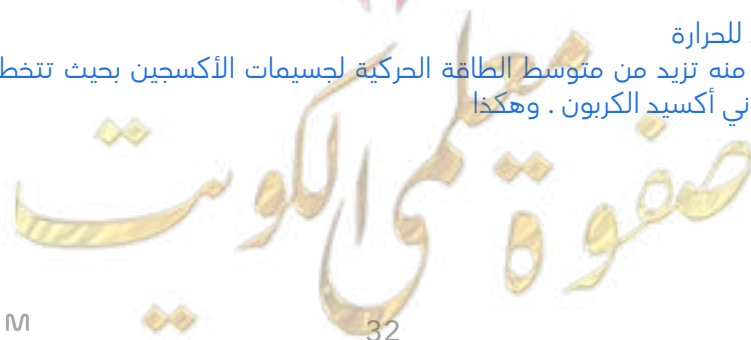 للحرارة
منه تزيد من متوسط الطاقة الحركية لجسيمات الأكسجين بحيث تتخط
ني أكسيد الكربون . وهكذا
صفوة معلمي الكويت
M
32